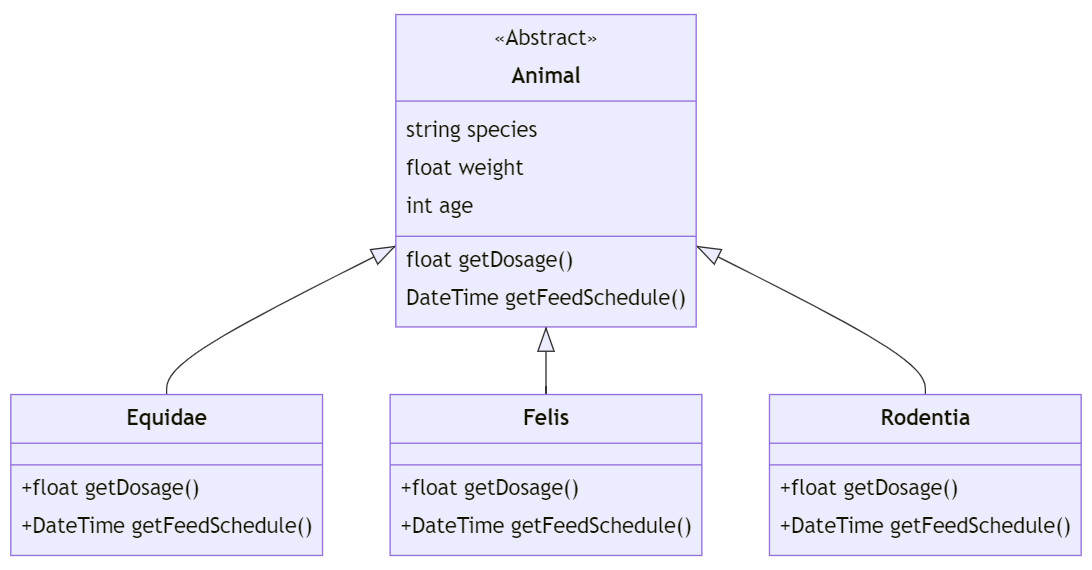 «Abstract»
Animal
string species
float weight
int age
float getDosage()
DateTime getFeedSchedule()
Equidae
+float getDosage()
+DateTime getFeedSchedule()
Felis
+float getDosage()
+DateTime getFeedSchedule()
Rodentia
+float getDosage()
+DateTime getFeedSchedule()